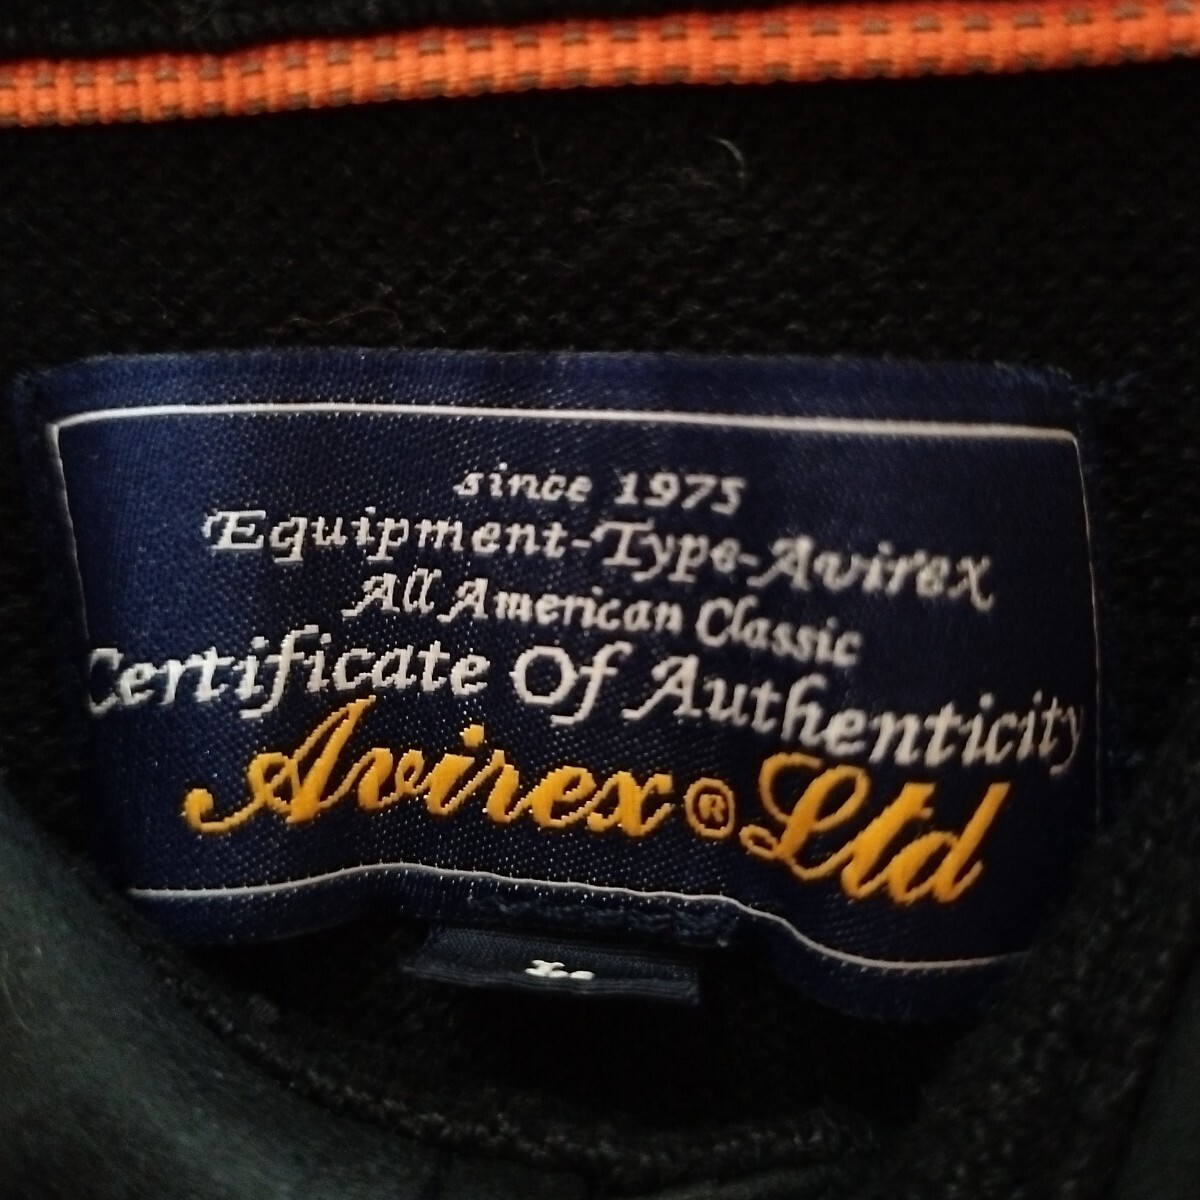 since 1975
Equipment-Type-Avirex
All American Classic
Certificate Of Authenticity
Avirex® Ltd